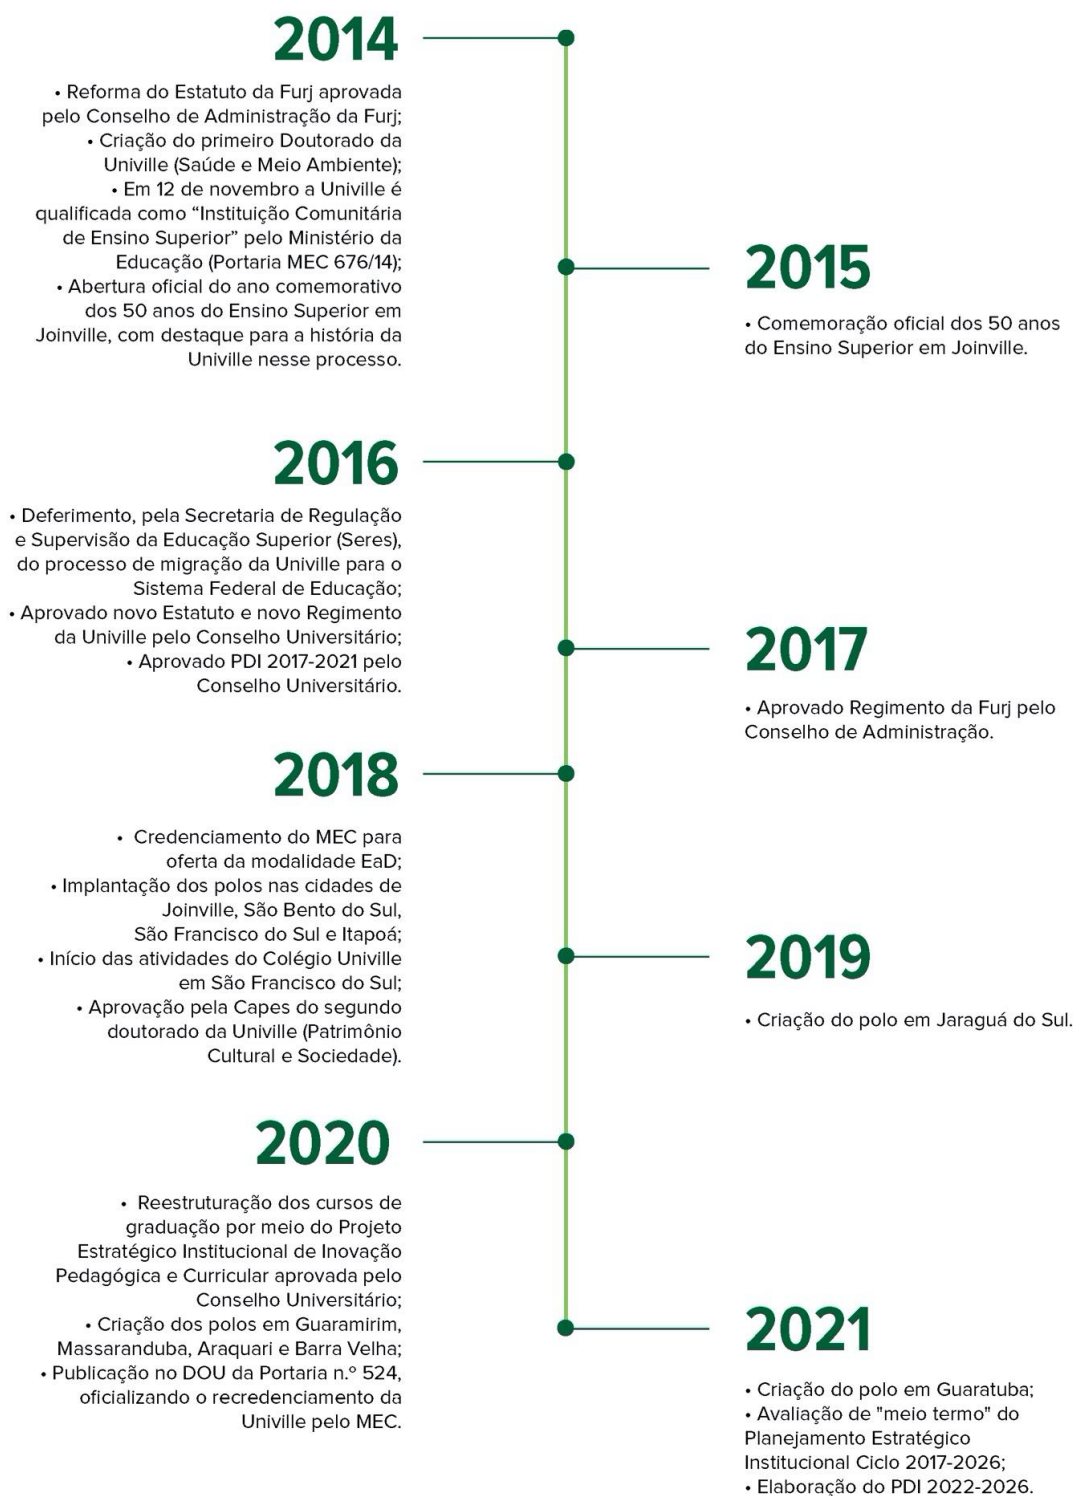 2014
• Reforma do Estatuto da Furj aprovada
pelo Conselho de Administração da Furj;
• Criação do primeiro Doutorado da
Univille (Saúde e Meio Ambiente);
• Em 12 de novembro a Univille é
qualificada como “Instituição Comunitária
de Ensino Superior” pelo Ministério da
Educação (Portaria MEC 676/14);
• Abertura oficial do ano comemorativo
dos 50 anos do Ensino Superior em
Joinville, com destaque para a história da
Univille nesse processo.
2015
• Comemoração oficial dos 50 anos
do Ensino Superior em Joinville.
2016
• Deferimento, pela Secretaria de Regulação
e Supervisão da Educação Superior (Seres),
do processo de migração da Univille para o
Sistema Federal de Educação;
• Aprovado novo Estatuto e novo Regimento
da Univille pelo Conselho Universitário;
• Aprovado PDI 2017-2021 pelo
Conselho Universitário.
2017
• Aprovado Regimento da Furj pelo
Conselho de Administração.
2018
• Credenciamento do MEC para
oferta da modalidade EaD;
• Implantação dos polos nas cidades de
Joinville, São Bento do Sul,
São Francisco do Sul e Itapoá;
• Início das atividades do Colégio Univille
em São Francisco do Sul;
• Aprovação pela Capes do segundo
doutorado da Univille (Patrimônio
Cultural e Sociedade).
2019
• Criação do polo em Jaraguá do Sul.
2020
• Reestruturação dos cursos de
graduação por meio do Projeto
Estratégico Institucional de Inovação
Pedagógica e Curricular aprovada pelo
Conselho Universitário;
• Criação dos polos em Guaramirim,
Massaranduba, Araquari e Barra Velha;
• Publicação no DOU da Portaria n.º 524,
oficializando o recredenciamento da
Univille pelo MEC.
2021
• Criação do polo em Guaratuba;
• Avaliação de "meio termo" do
Planejamento Estratégico
Institucional Ciclo 2017-2026;
• Elaboração do PDI 2022-2026.